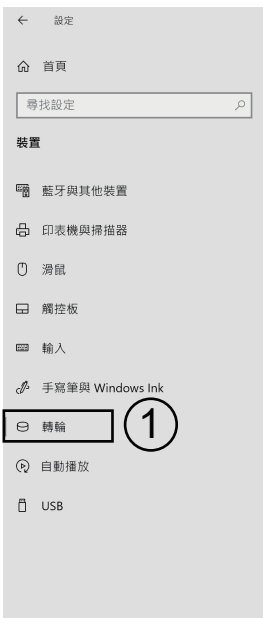 設定
首頁
尋找設定
裝置
藍牙與其他裝置
印表機與掃描器
滑鼠
觸控板
輸入
手寫筆與 Windows Ink
轉輪
1
自動播放
USB